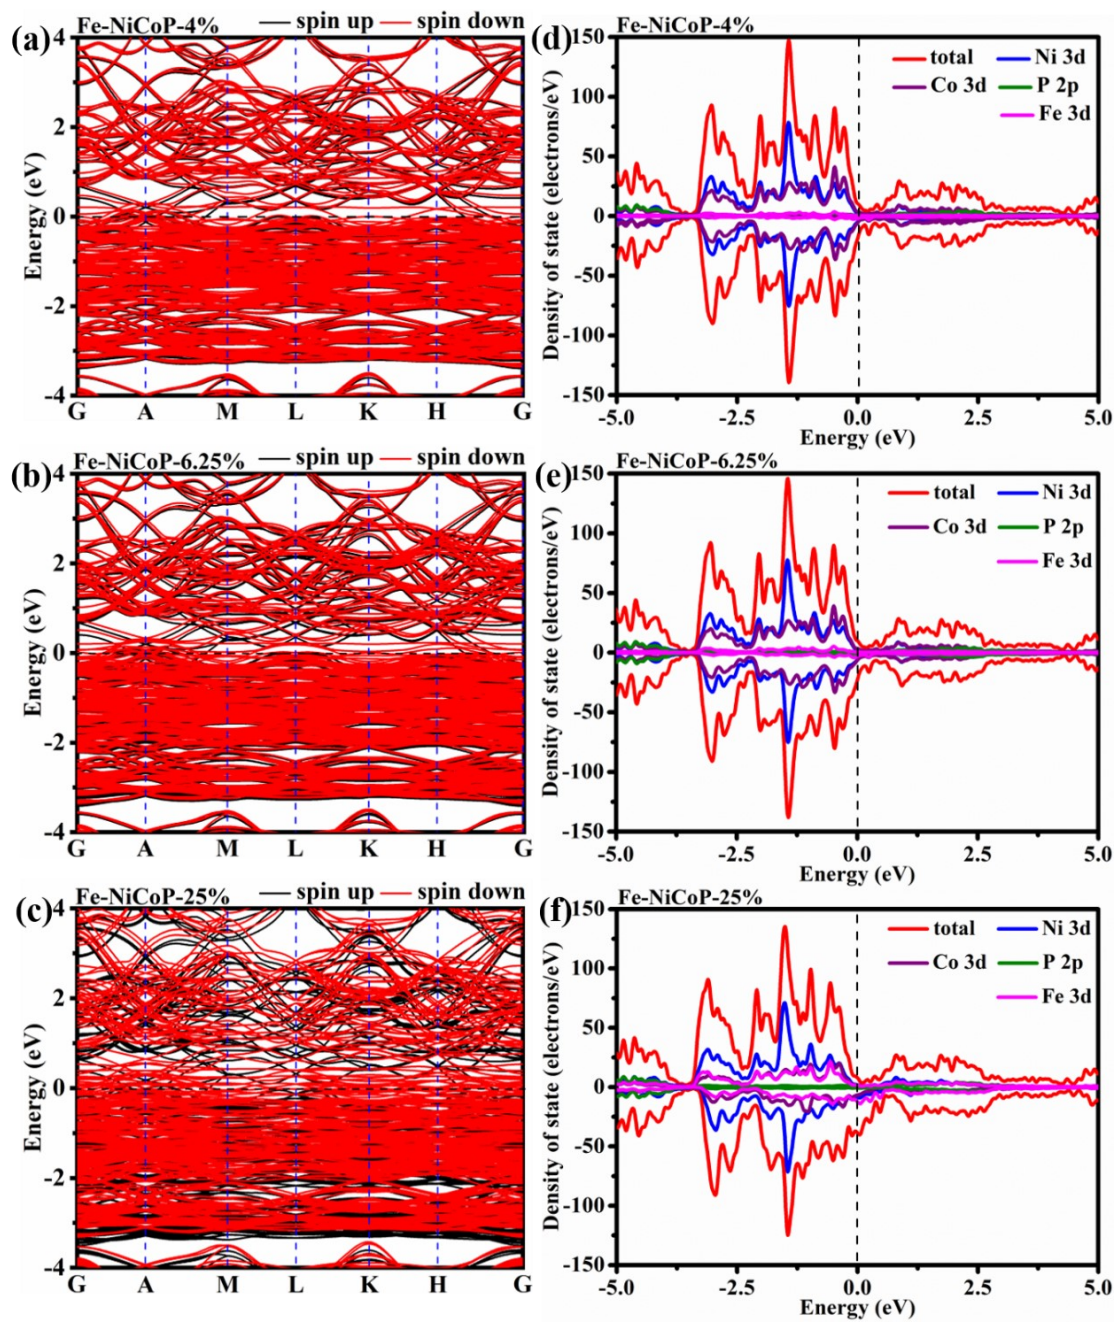 (a) Fe-NiCoP-4% spin up spin down
Energy (eV)
4
2
0
-2
-4
G A M L K H G
(d) Fe-NiCoP-4%
Density of state (electrons/eV)
150
100
50
0
-50
-100
-150
total Ni 3d
Co 3d P 2p
Fe 3d
-5.0 -2.5 0.0 2.5 5.0
Energy (eV)
(b) Fe-NiCoP-6.25% spin up spin down
Energy (eV)
4
2
0
-2
-4
G A M L K H G
(e) Fe-NiCoP-6.25%
Density of state (electrons/eV)
150
100
50
0
-50
-100
-150
total Ni 3d
Co 3d P 2p
Fe 3d
-5.0 -2.5 0.0 2.5 5.0
Energy (eV)
(c) Fe-NiCoP-25% spin up spin down
Energy (eV)
4
2
0
-2
-4
G A M L K H G
(f) Fe-NiCoP-25%
Density of state (electrons/eV)
150
100
50
0
-50
-100
-150
total Ni 3d
Co 3d P 2p
Fe 3d
-5.0 -2.5 0.0 2.5 5.0
Energy (eV)